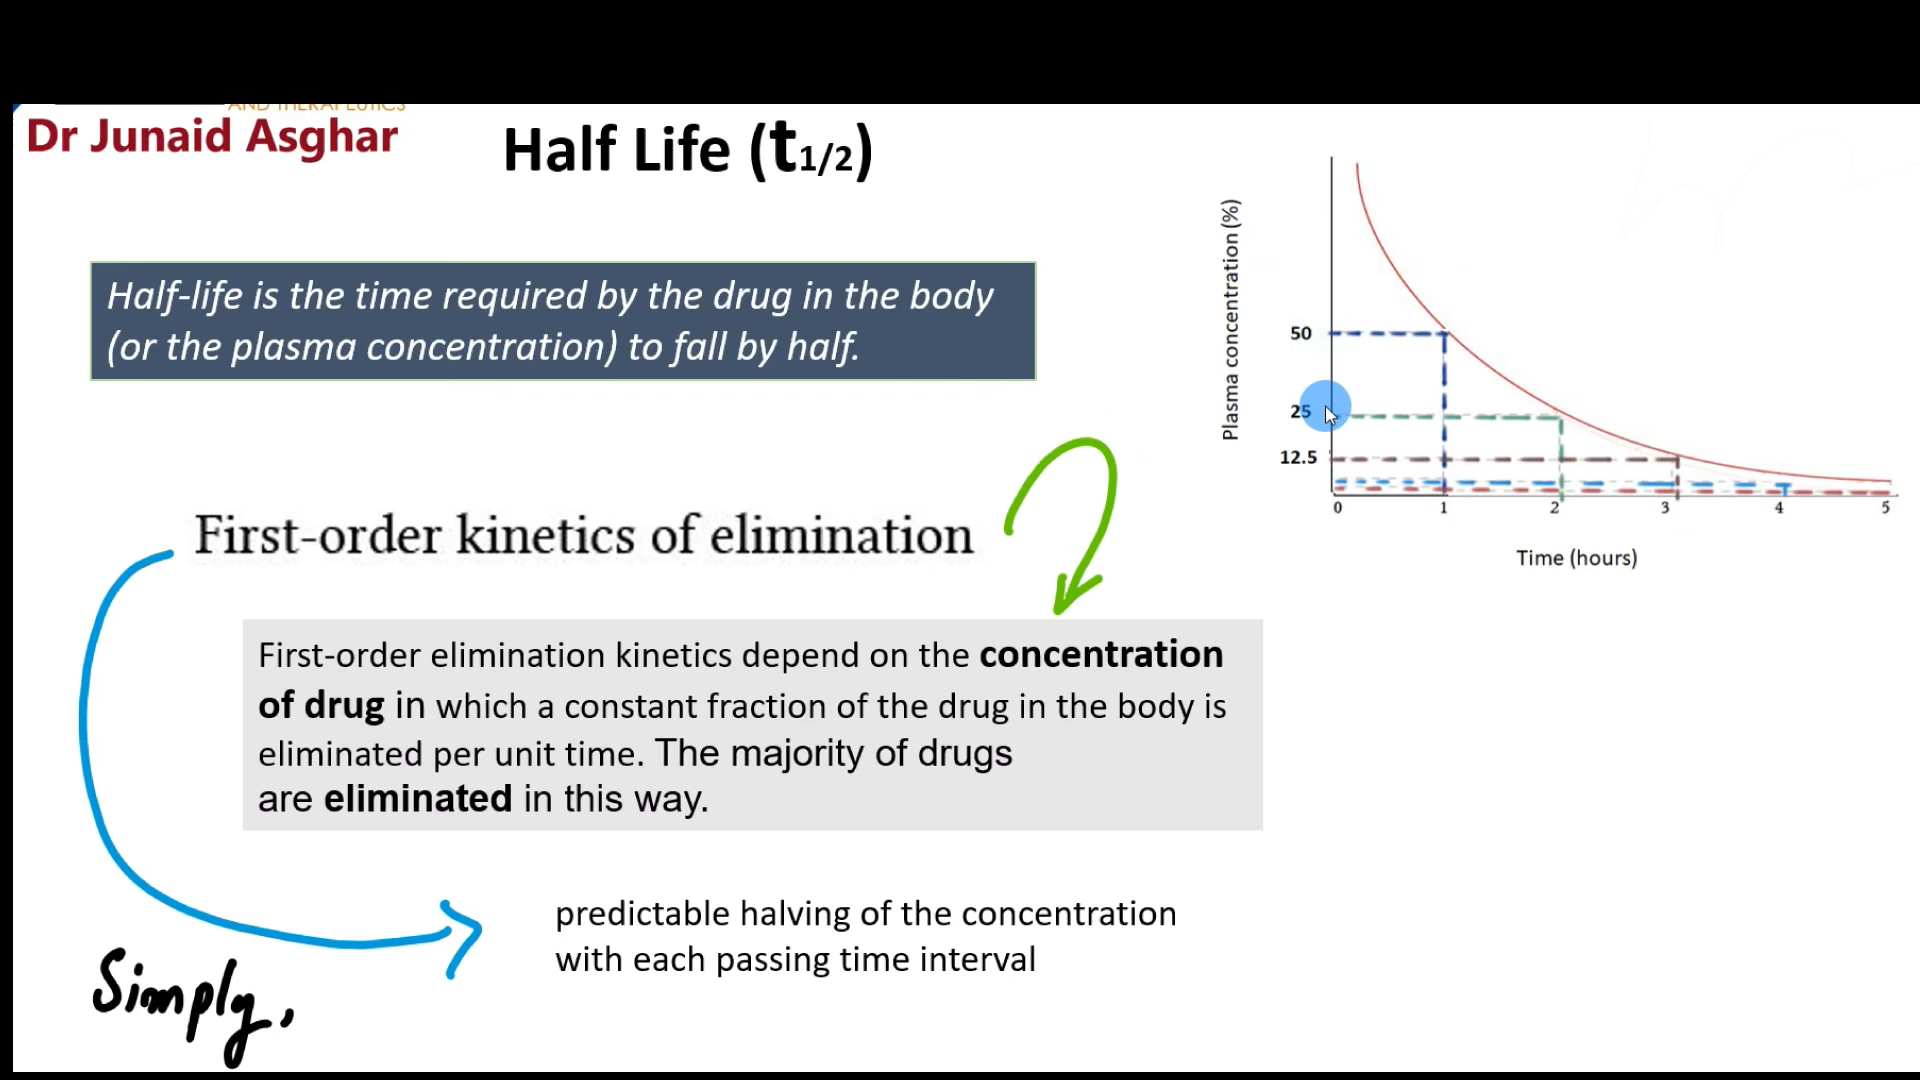 AND THERAPEUTICS
Dr Junaid Asghar
Half Life (t1/2)
Half-life is the time required by the drug in the body
(or the plasma concentration) to fall by half.
First-order kinetics of elimination
First-order elimination kinetics depend on the concentration
of drug in which a constant fraction of the drug in the body is
eliminated per unit time. The majority of drugs
are eliminated in this way.
predictable halving of the concentration
with each passing time interval
Simply,
Plasma concentration (%)
50
25
12.5
0 1 2 3 4 5
Time (hours)